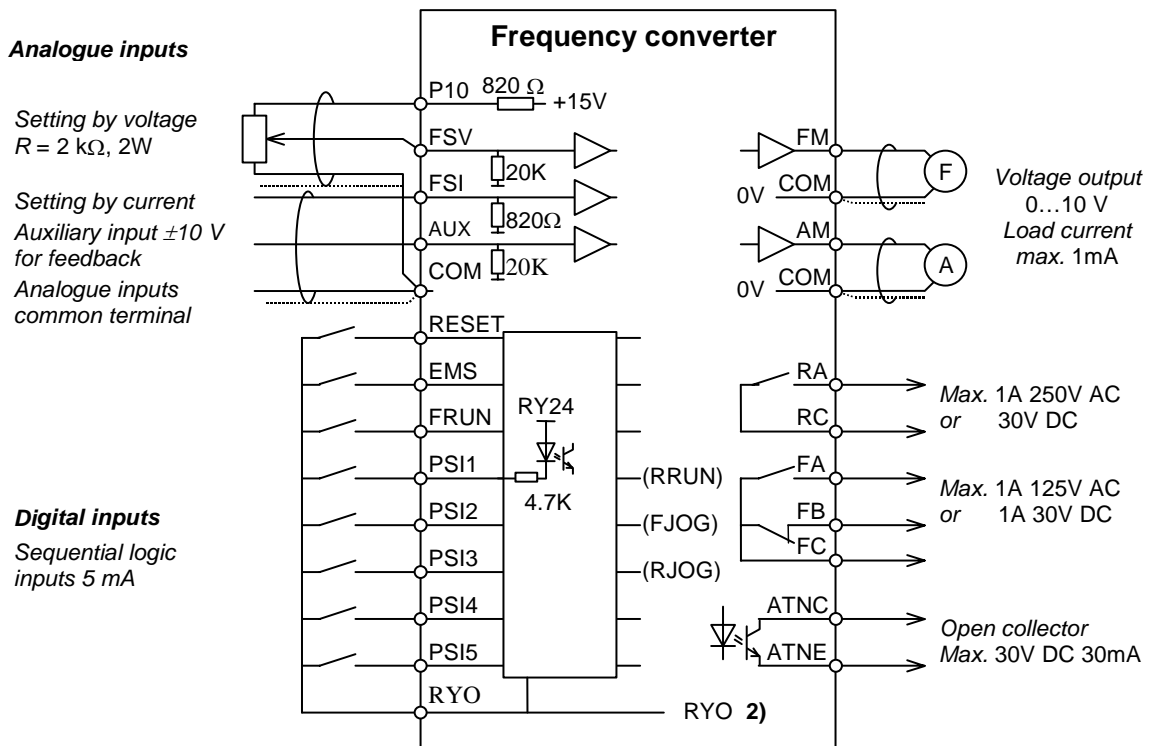 Frequency converter
Analogue inputs
Setting by voltage
R = 2 kΩ, 2W
Setting by current
Auxiliary input ±10 V
for feedback
Analogue inputs
common terminal
Digital inputs
Sequential logic
inputs 5 mA
P10
820 Ω
+15V
FSV
20K
FSI
820Ω
AUX
20K
COM
RESET
EMS
FRUN
RY24
PSI1
4.7K
(RRUN)
PSI2
(FJOG)
PSI3
(RJOG)
PSI4
PSI5
RYO
RYO 2)
FM
F
0V
COM
AM
A
0V
COM
Voltage output
0…10 V
Load current
max. 1mA
RA
RC
Max. 1A 250V AC
or 30V DC
FA
FB
FC
Max. 1A 125V AC
or 1A 30V DC
ATNC
ATNE
Open collector
Max. 30V DC 30mA